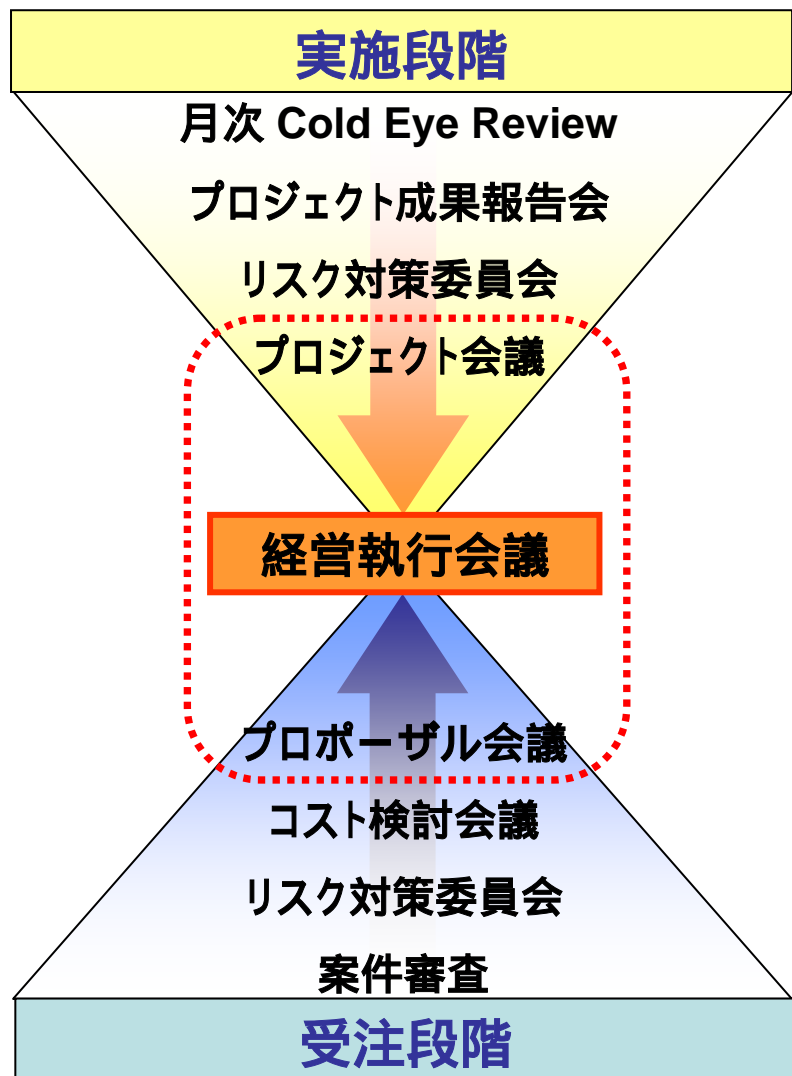 実施段階
月次 Cold Eye Review
プロジェクト成果報告会
リスク対策委員会
プロジェクト会議
経営執行会議
プロポーザル会議
コスト検討会議
リスク対策委員会
案件審査
受注段階